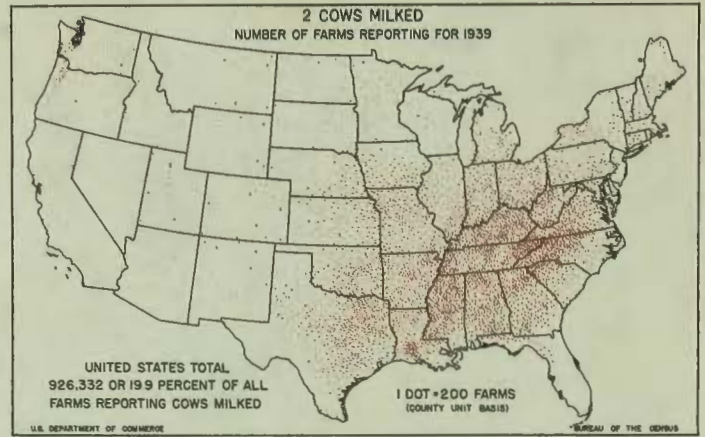 2 COWS MILKED
NUMBER OF FARMS REPORTING FOR 1939
UNITED STATES TOTAL
926,332 OR 19.9 PERCENT OF ALL
FARMS REPORTING COWS MILKED
1 DOT = 200 FARMS
(COUNTY UNIT BASIS)
U.S. DEPARTMENT OF COMMERCE
BUREAU OF THE CENSUS